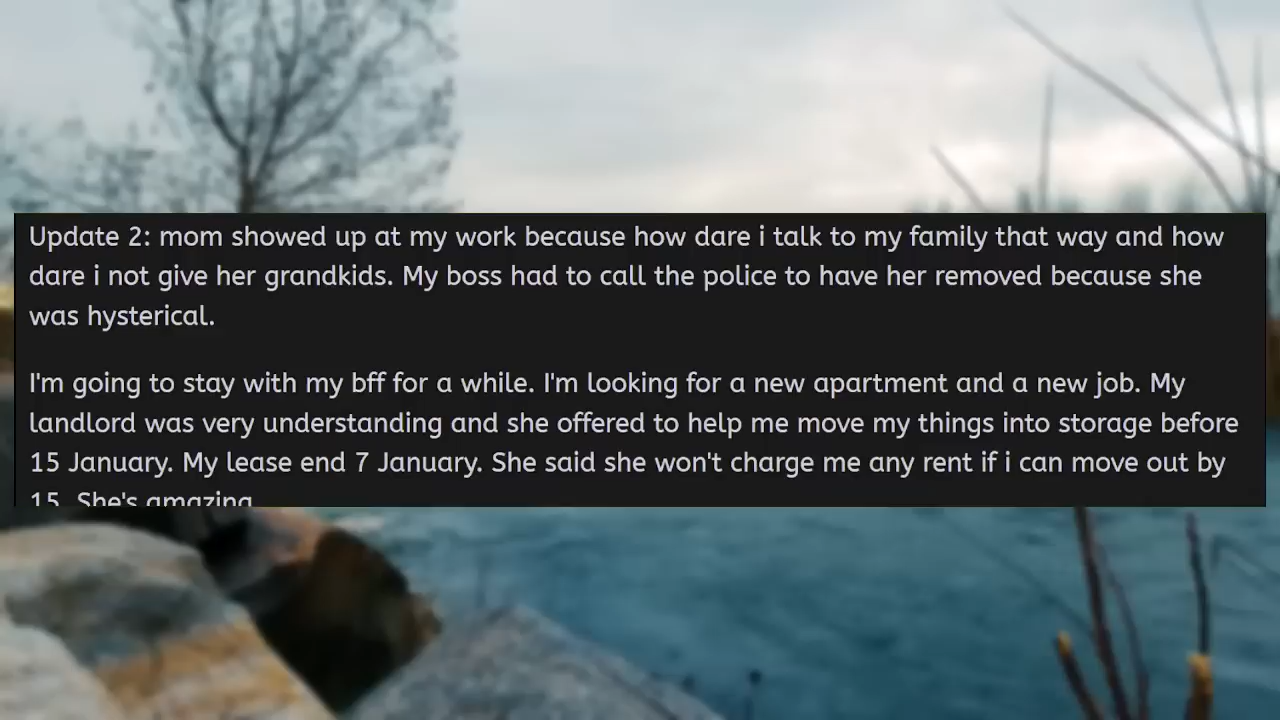 Update 2: mom showed up at my work because how dare i talk to my family that way and how
dare i not give her grandkids. My boss had to call the police to have her removed because she
was hysterical.
I'm going to stay with my bff for a while. I'm looking for a new apartment and a new job. My
landlord was very understanding and she offered to help me move my things into storage before
15 January. My lease end 7 January. She said she won't charge me any rent if i can move out by
15. She's amazing